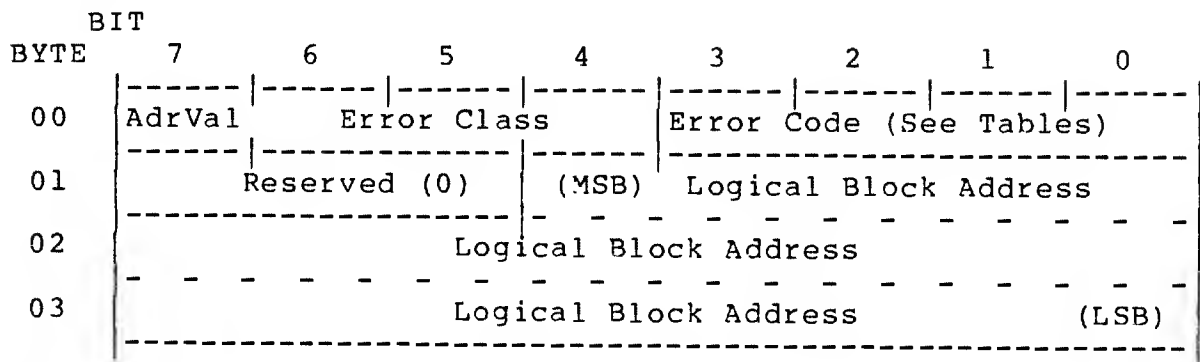 BIT
BYTE 7 6 5 4 3 2 1 0
00 AdrVal Error Class Error Code (See Tables)
01 Reserved (0) (MSB) Logical Block Address
02 Logical Block Address
03 Logical Block Address (LSB)